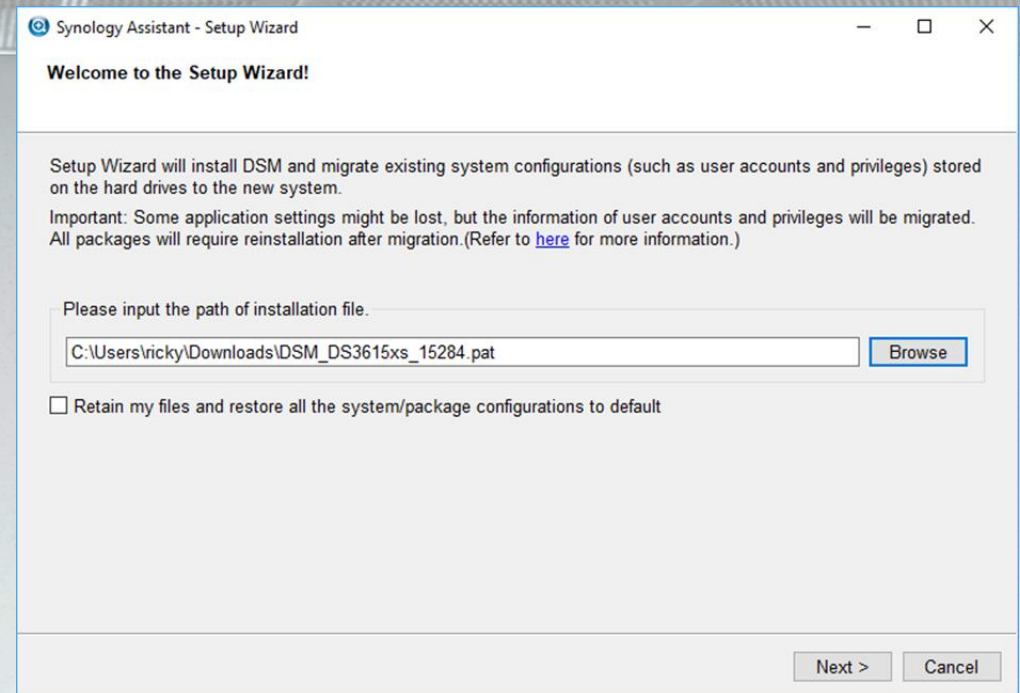 Synology Assistant - Setup Wizard
Welcome to the Setup Wizard!
Setup Wizard will install DSM and migrate existing system configurations (such as user accounts and privileges) stored
on the hard drives to the new system.
Important: Some application settings might be lost, but the information of user accounts and privileges will be migrated.
All packages will require reinstallation after migration.(Refer to here for more information.)
Please input the path of installation file.
C:\Users\ricky\Downloads\DSM_DS3615xs_15284.pat
Browse
Retain my files and restore all the system/package configurations to default
Next >
Cancel